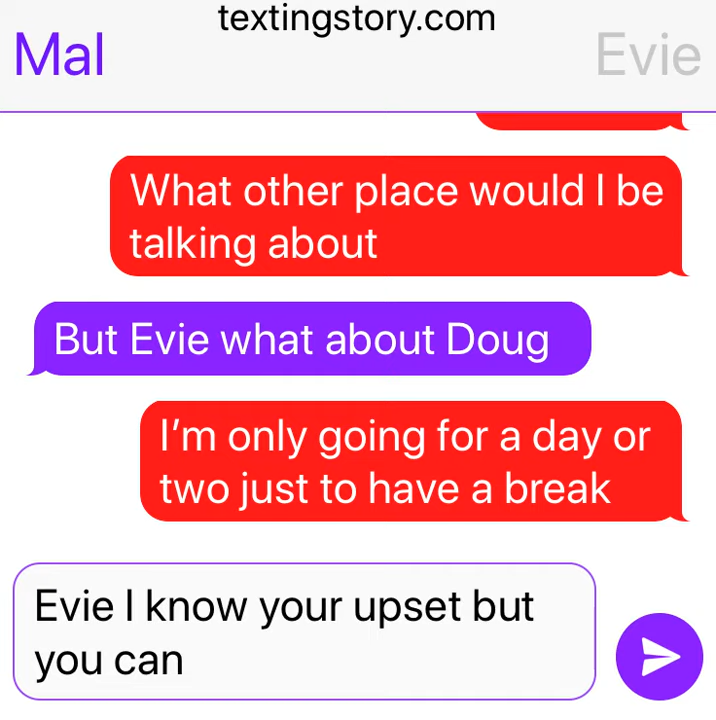 textingstory.com
Mal
Evie
What other place would I be
talking about
But Evie what about Doug
I'm only going for a day or
two just to have a break
Evie I know your upset but
you can